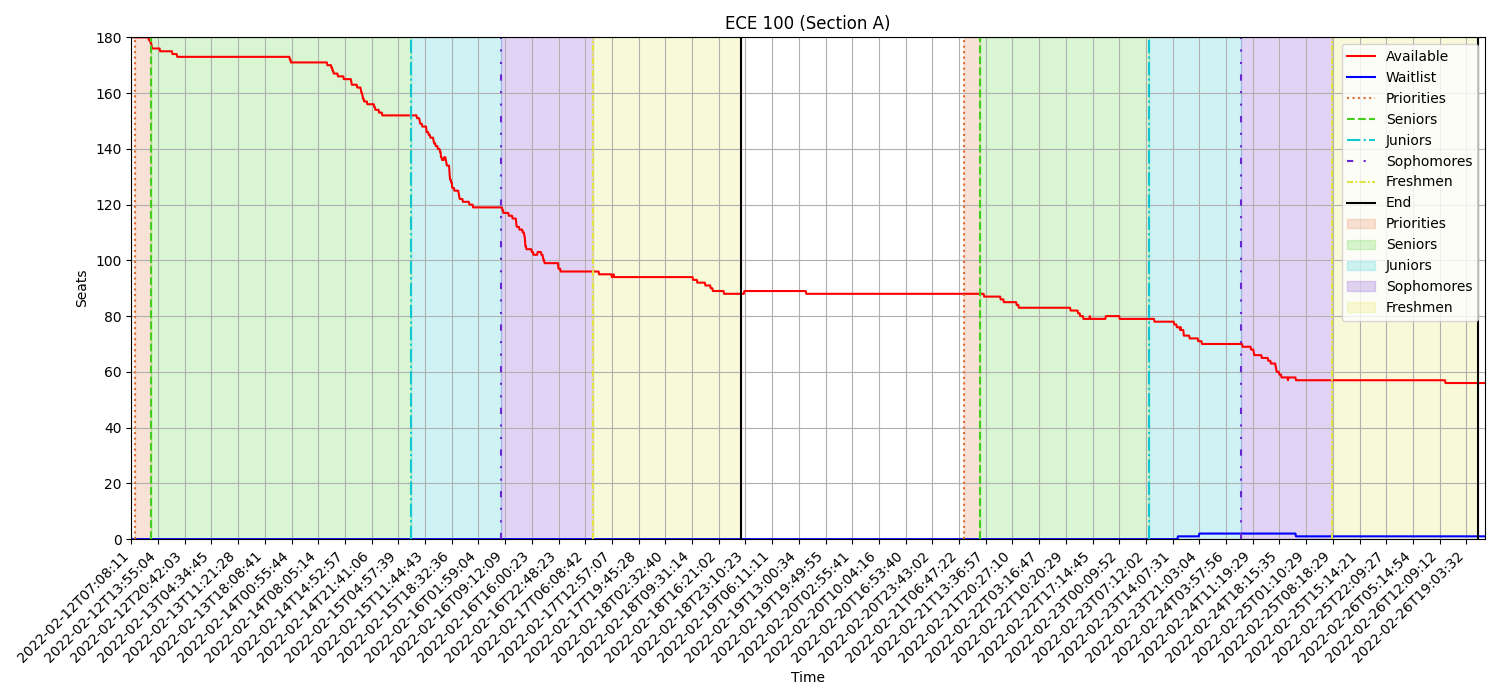 ECE 100 (Section A)
Seats
180
160
140
120
100
80
60
40
20
0
Available
Waitlist
Priorities
Seniors
Juniors
Sophomores
Freshmen
End
Priorities
Seniors
Juniors
Sophomores
Freshmen
2022-02-12T07:08:11
2022-02-12T13:55:04
2022-02-12T20:42:03
2022-02-13T04:34:45
2022-02-13T11:21:28
2022-02-13T18:08:41
2022-02-14T00:55:44
2022-02-14T08:05:14
2022-02-14T14:52:57
2022-02-14T21:41:06
2022-02-15T04:57:39
2022-02-15T11:44:43
2022-02-15T18:32:36
2022-02-16T01:59:04
2022-02-16T09:12:09
2022-02-16T16:00:23
2022-02-16T22:48:23
2022-02-17T06:08:42
2022-02-17T12:57:07
2022-02-17T19:45:28
2022-02-18T02:32:40
2022-02-18T09:31:14
2022-02-18T16:21:02
2022-02-18T23:10:23
2022-02-19T06:11:11
2022-02-19T13:00:34
2022-02-19T19:49:55
2022-02-20T02:55:41
2022-02-20T10:04:16
2022-02-20T16:53:40
2022-02-20T23:43:02
2022-02-21T06:47:22
2022-02-21T13:36:57
2022-02-21T20:27:10
2022-02-22T03:16:47
2022-02-22T10:20:29
2022-02-22T17:14:45
2022-02-23T00:09:52
2022-02-23T07:12:02
2022-02-23T14:07:31
2022-02-23T21:03:04
2022-02-24T03:57:56
2022-02-24T11:19:29
2022-02-24T18:15:35
2022-02-25T01:10:29
2022-02-25T08:18:29
2022-02-25T15:14:21
2022-02-25T22:09:27
2022-02-26T05:14:54
2022-02-26T12:09:12
2022-02-26T19:03:32
Time